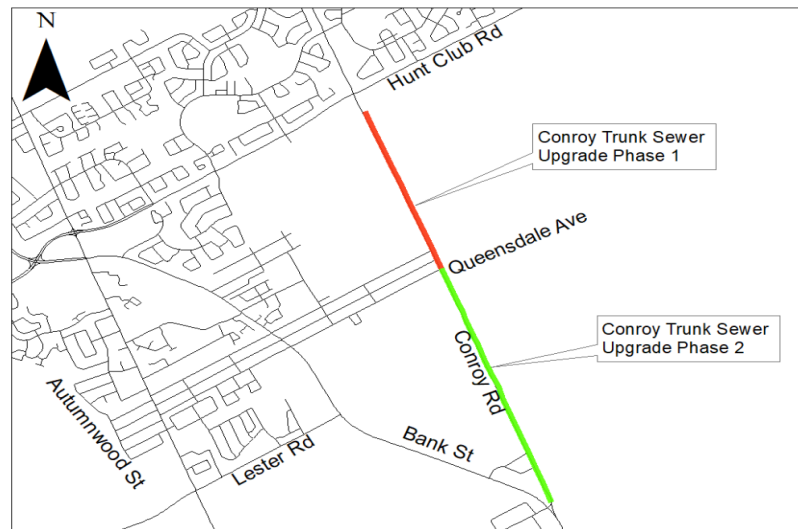 N
Hunt Club Rd
Conroy Trunk Sewer
Upgrade Phase 1
Queensdale Ave
Conroy Trunk Sewer
Upgrade Phase 2
Conroy Rd
Autumnwood St
Bank St
Lester Rd